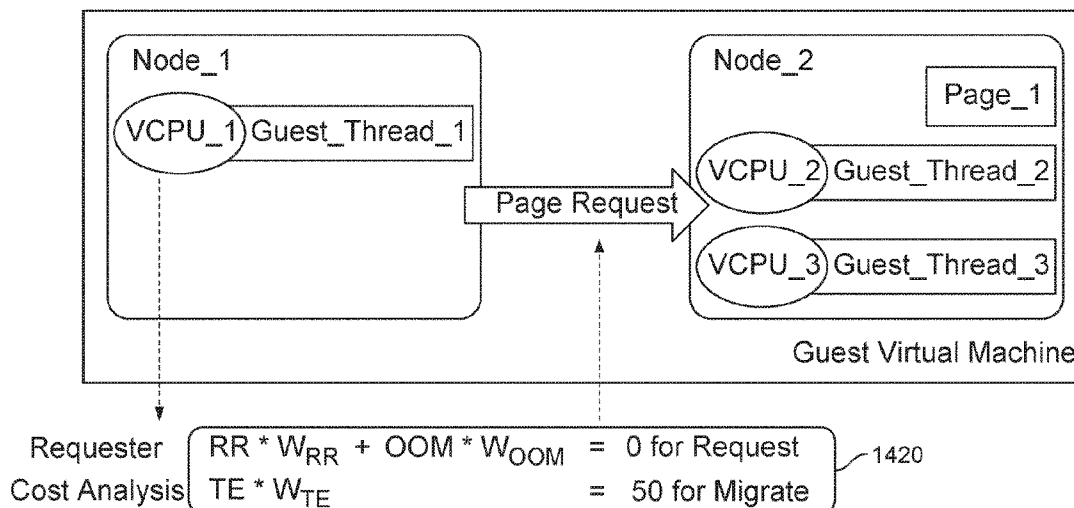 Node_1
VCPU_1 Guest_Thread_1
Page Request
Node_2
Page_1
VCPU_2 Guest_Thread_2
VCPU_3 Guest_Thread_3
Guest Virtual Machine
Requester RR * W_RR + OOM * W_OOM = 0 for Request
Cost Analysis TE * W_TE = 50 for Migrate
1420